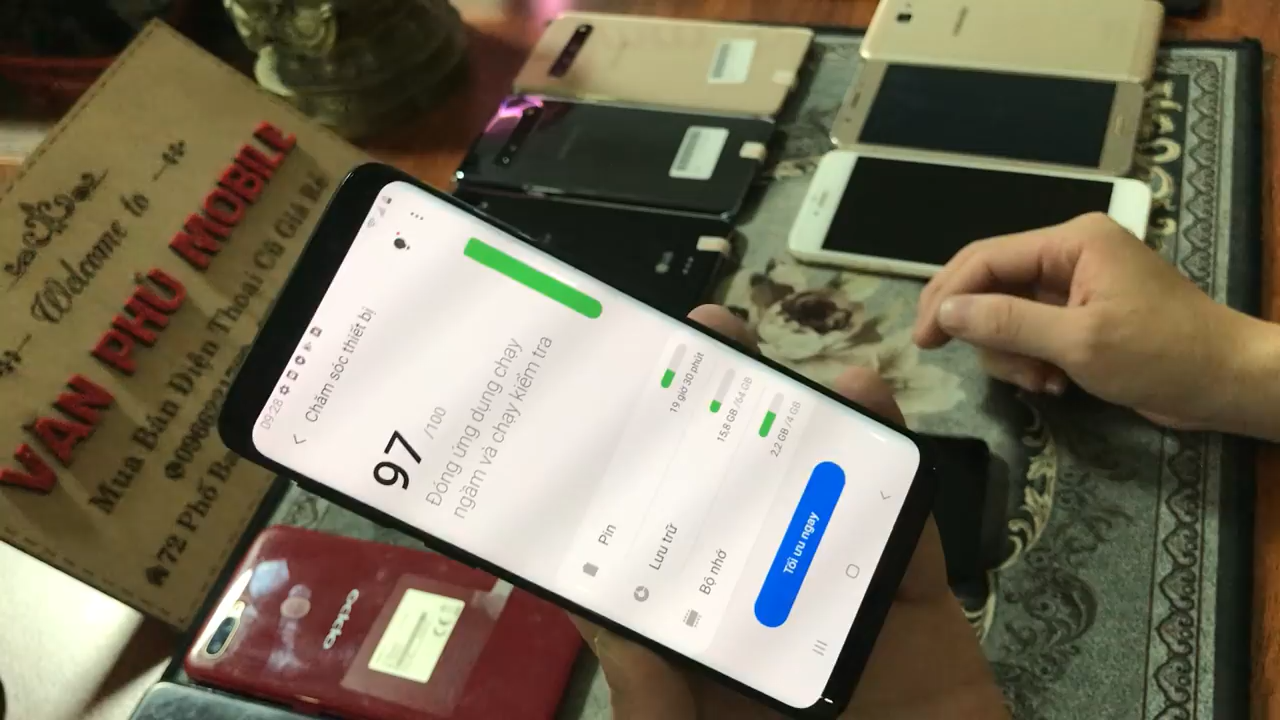 Welcome to
VĂN PHÚ MOBILE
Mua Bán Điện Thoại Cũ Giá Rẻ
72 Phố
09:28
Chăm sóc thiết bị
97 /100
Đóng ứng dụng chạy
ngầm và chạy kiểm tra
Pin
19 giờ 30 phút
Lưu trữ
15,8 GB /64 GB
Bộ nhớ
2,2 GB /4 GB
Tối ưu ngay
oppo
CE
LG